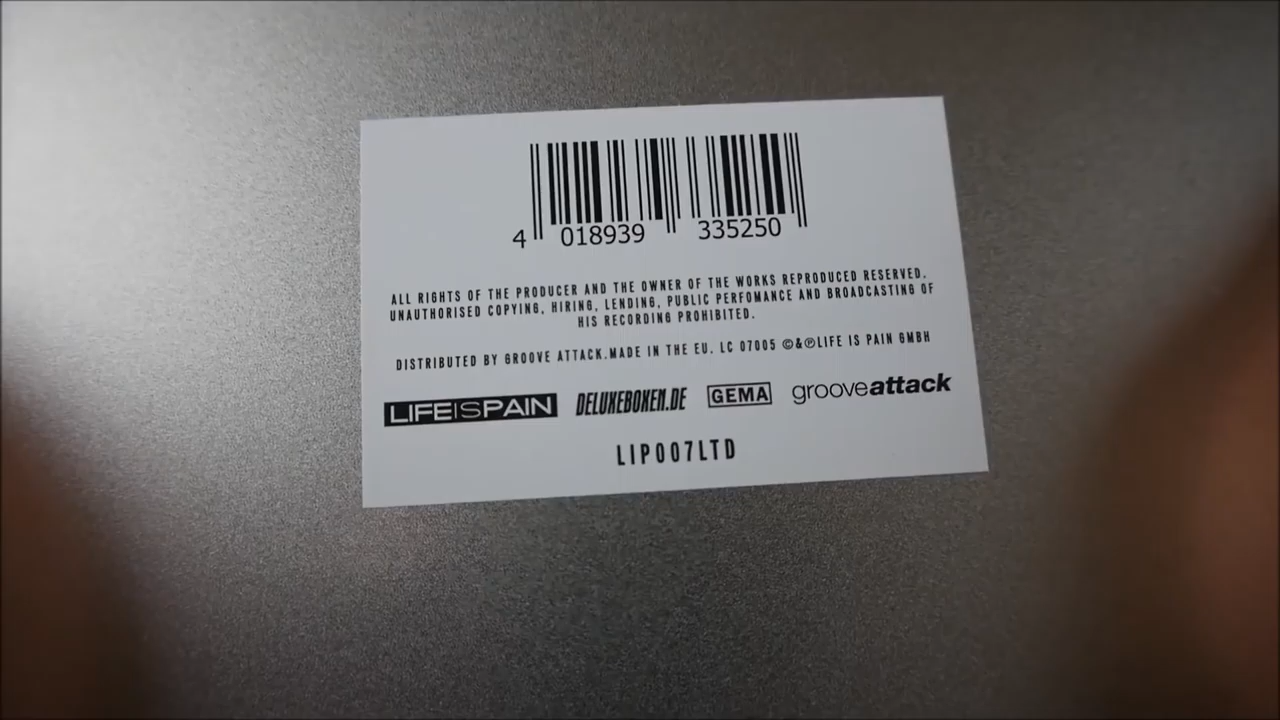 4 018939 335250
ALL RIGHTS OF THE PRODUCER AND THE OWNER OF THE WORKS REPRODUCED RESERVED.
UNAUTHORISED COPYING, HIRING, LENDING, PUBLIC PERFOMANCE AND BROADCASTING OF
HIS RECORDING PROHIBITED.
DISTRIBUTED BY GROOVE ATTACK.MADE IN THE EU. LC 07005 ©&℗LIFE IS PAIN GMBH
LIFEISPAIN DELUXEBOXEN.DE GEMA grooveattack
LIP007LTD